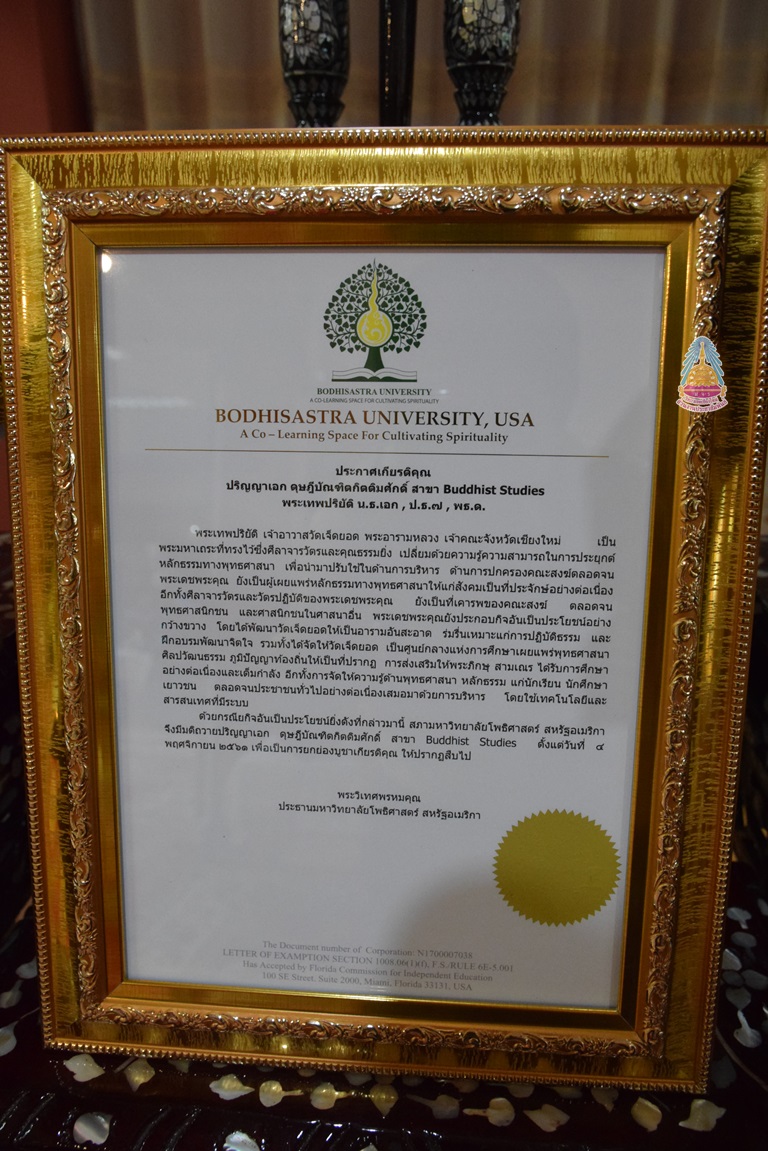 BODHISASTRA UNIVERSITY
A CO-LEARNING SPACE FOR CULTIVATING SPIRITUALITY
BODHISASTRA UNIVERSITY, USA
A Co – Learning Space For Cultivating Spirituality
ประกาศเกียรติคุณ
ปริญญาเอก ดุษฎีบัณฑิตกิตติมศักดิ์ สาขา Buddhist Studies
พระเทพปริยัติ น.ธ.เอก , ป.ธ.๗ , พธ.ด.
พระเทพปริยัติ เจ้าอาวาสวัดเจ็ดยอด พระอารามหลวง เจ้าคณะจังหวัดเชียงใหม่ เป็น
พระมหาเถระที่ทรงไว้ซึ่งศีลาจารวัตรและคุณธรรมยิ่ง เปี่ยมด้วยความรู้ความสามารถในการประยุกต์
หลักธรรมทางพุทธศาสนา เพื่อนำมาปรับใช้ในด้านการบริหาร ด้านการปกครองคณะสงฆ์ตลอดจน
พระเดชพระคุณ ยังเป็นผู้เผยแพร่หลักธรรมทางพุทธศาสนาให้แก่สังคมเป็นที่ประจักษ์อย่างต่อเนื่อง
อีกทั้งศีลาจารวัตรและวัตรปฏิบัติของพระเดชพระคุณ ยังเป็นที่เคารพของคณะสงฆ์ ตลอดจน
พุทธศาสนิกชน และศาสนิกชนในศาสนาอื่น พระเดชพระคุณยังประกอบกิจอันเป็นประโยชน์อย่าง
กว้างขวาง โดยได้พัฒนาวัดเจ็ดยอดให้เป็นอารามอันสะอาด ร่มรื่นเหมาะแก่การปฏิบัติธรรม และ
ฝึกอบรมพัฒนาจิตใจ รวมทั้งได้จัดให้วัดเจ็ดยอด เป็นศูนย์กลางแห่งการศึกษาเผยแพร่พุทธศาสนา
ศิลปวัฒนธรรม ภูมิปัญญาท้องถิ่นให้เป็นที่ปรากฏ การส่งเสริมให้พระภิกษุ สามเณร ได้รับการศึกษา
อย่างต่อเนื่องและเต็มกำลัง อีกทั้งการจัดให้ความรู้ด้านพุทธศาสนา หลักธรรม แก่นักเรียน นักศึกษา
เยาวชน ตลอดจนประชาชนทั่วไปอย่างต่อเนื่องเสมอมาด้วยการบริหาร โดยใช้เทคโนโลยีและ
สารสนเทศที่มีระบบ
ด้วยกรณียกิจอันเป็นประโยชน์ยิ่งดังที่กล่าวมานี้ สภามหาวิทยาลัยโพธิศาสตร์ สหรัฐอเมริกา
จึงมีมติถวายปริญญาเอก ดุษฎีบัณฑิตกิตติมศักดิ์ สาขา Buddhist Studies ตั้งแต่วันที่ ๔
พฤศจิกายน ๒๕๖๑ เพื่อเป็นการยกย่องบูชาเกียรติคุณ ให้ปรากฏสืบไป
พระวิเทศพรหมคุณ
ประธานมหาวิทยาลัยโพธิศาสตร์ สหรัฐอเมริกา
The Document number of Corporation: N1700007038
LETTER OF EXAMPTION SECTION 1008.06(1)(f), F.S./RULE 6E-5.001
Has Accepted by Florida Commission for Independent Education
100 SE Street. Suite 2000, Miami, Florida 33131, USA